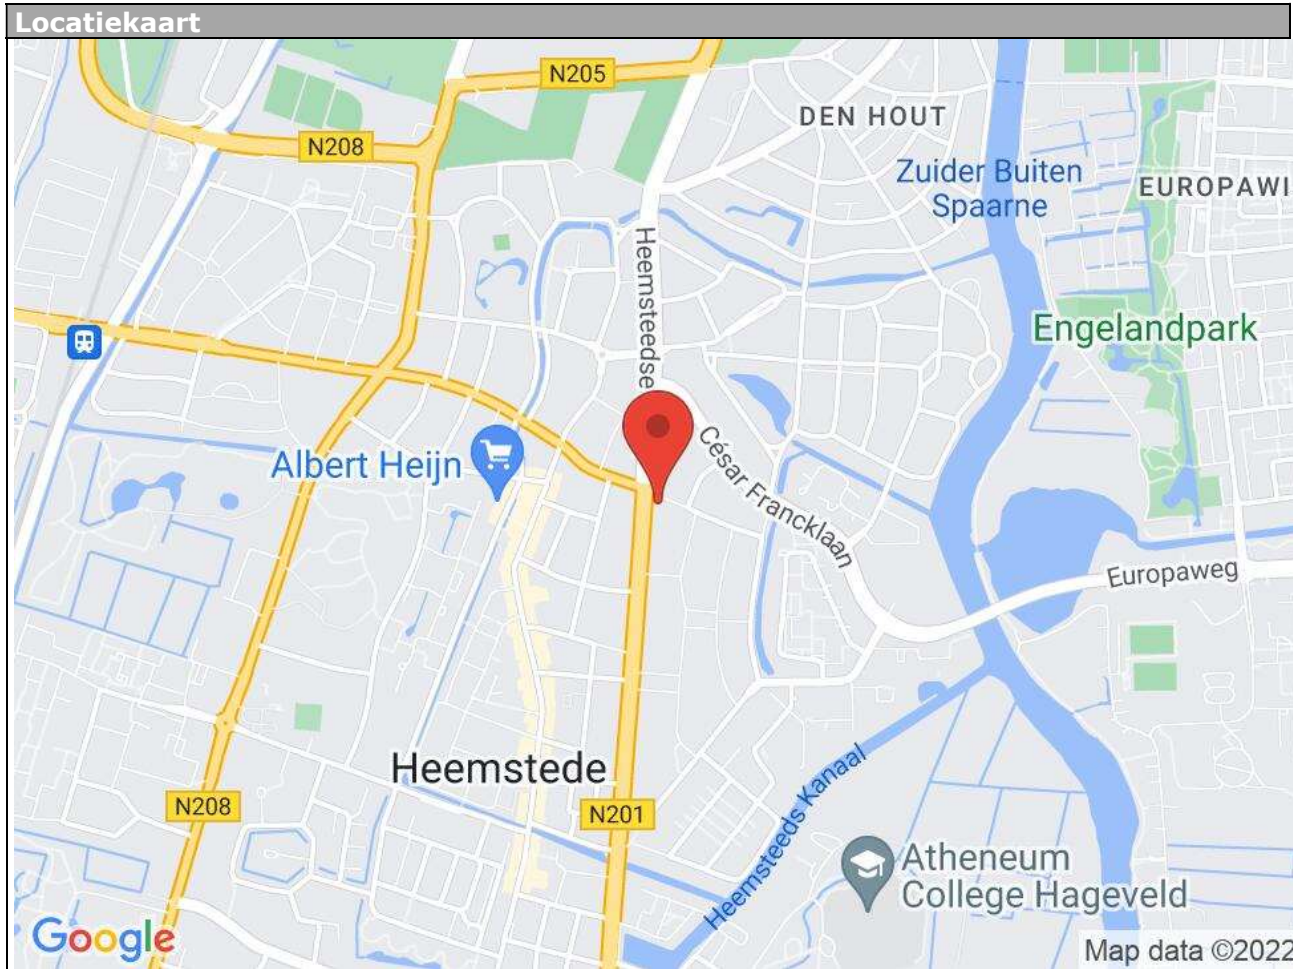 Locatiekaart
N205
DEN HOUT
N208
Zuider Buiten
Spaarne
EUROPAWI
Heemsteedse
Engelandpark
Albert Heijn
César Francklaan
Europaweg
Heemstede
N208
N201
Heemsteeds Kanaal
Atheneum
College Hageveld
Google
Map data ©2022